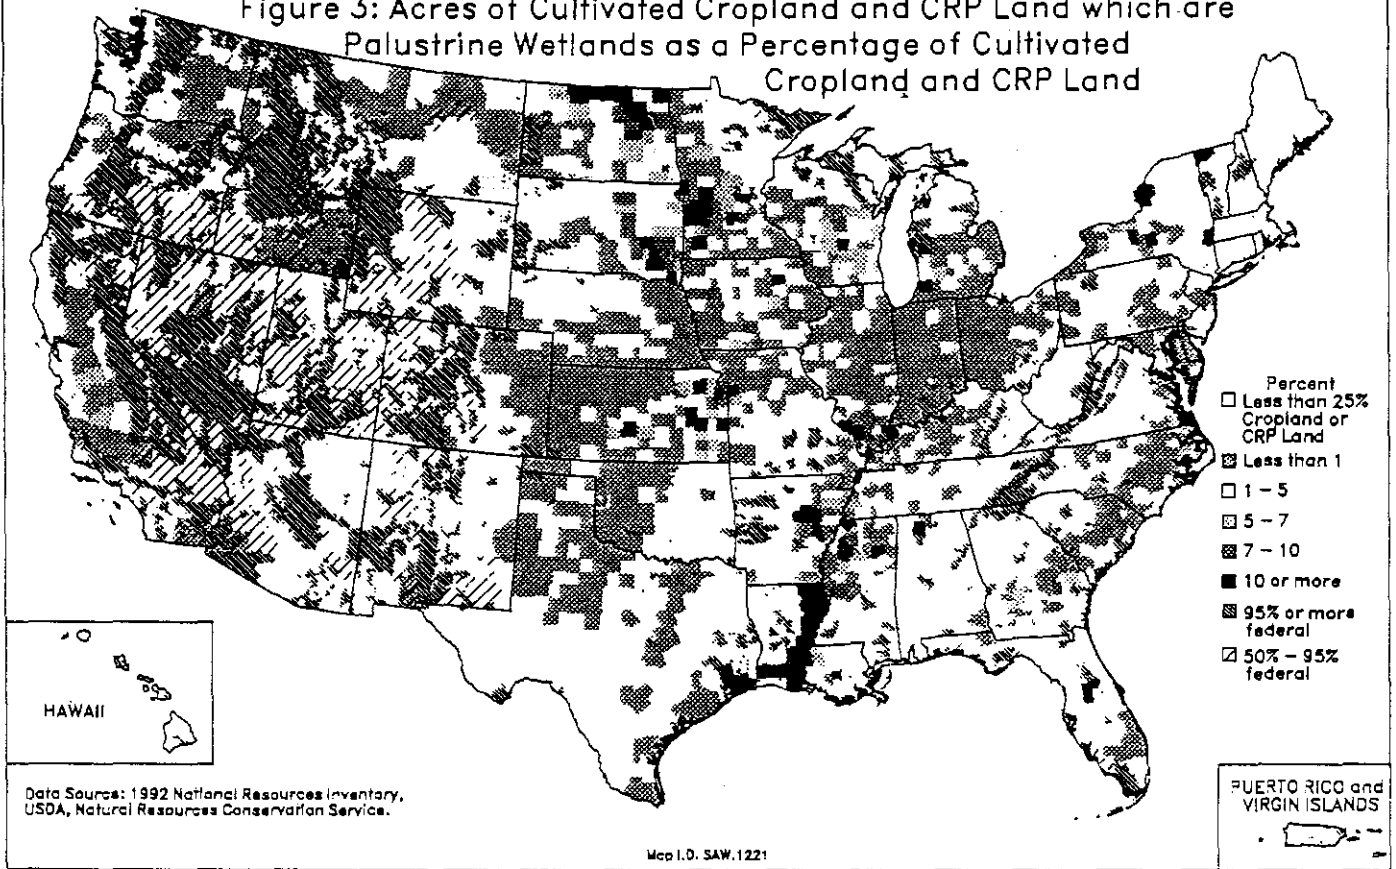 Figure 3: Acres of Cultivated Cropland and CRP Land which are
Palustrine Wetlands as a Percentage of Cultivated
Cropland and CRP Land
Percent
Less than 25%
Cropland or
CRP Land
Less than 1
1 – 5
5 – 7
7 – 10
10 or more
95% or more
federal
50% – 95%
federal
HAWAII
Data Source: 1992 National Resources Inventory,
USDA, Natural Resources Conservation Service.
PUERTO RICO and
VIRGIN ISLANDS
Map I.D. SAW.1221